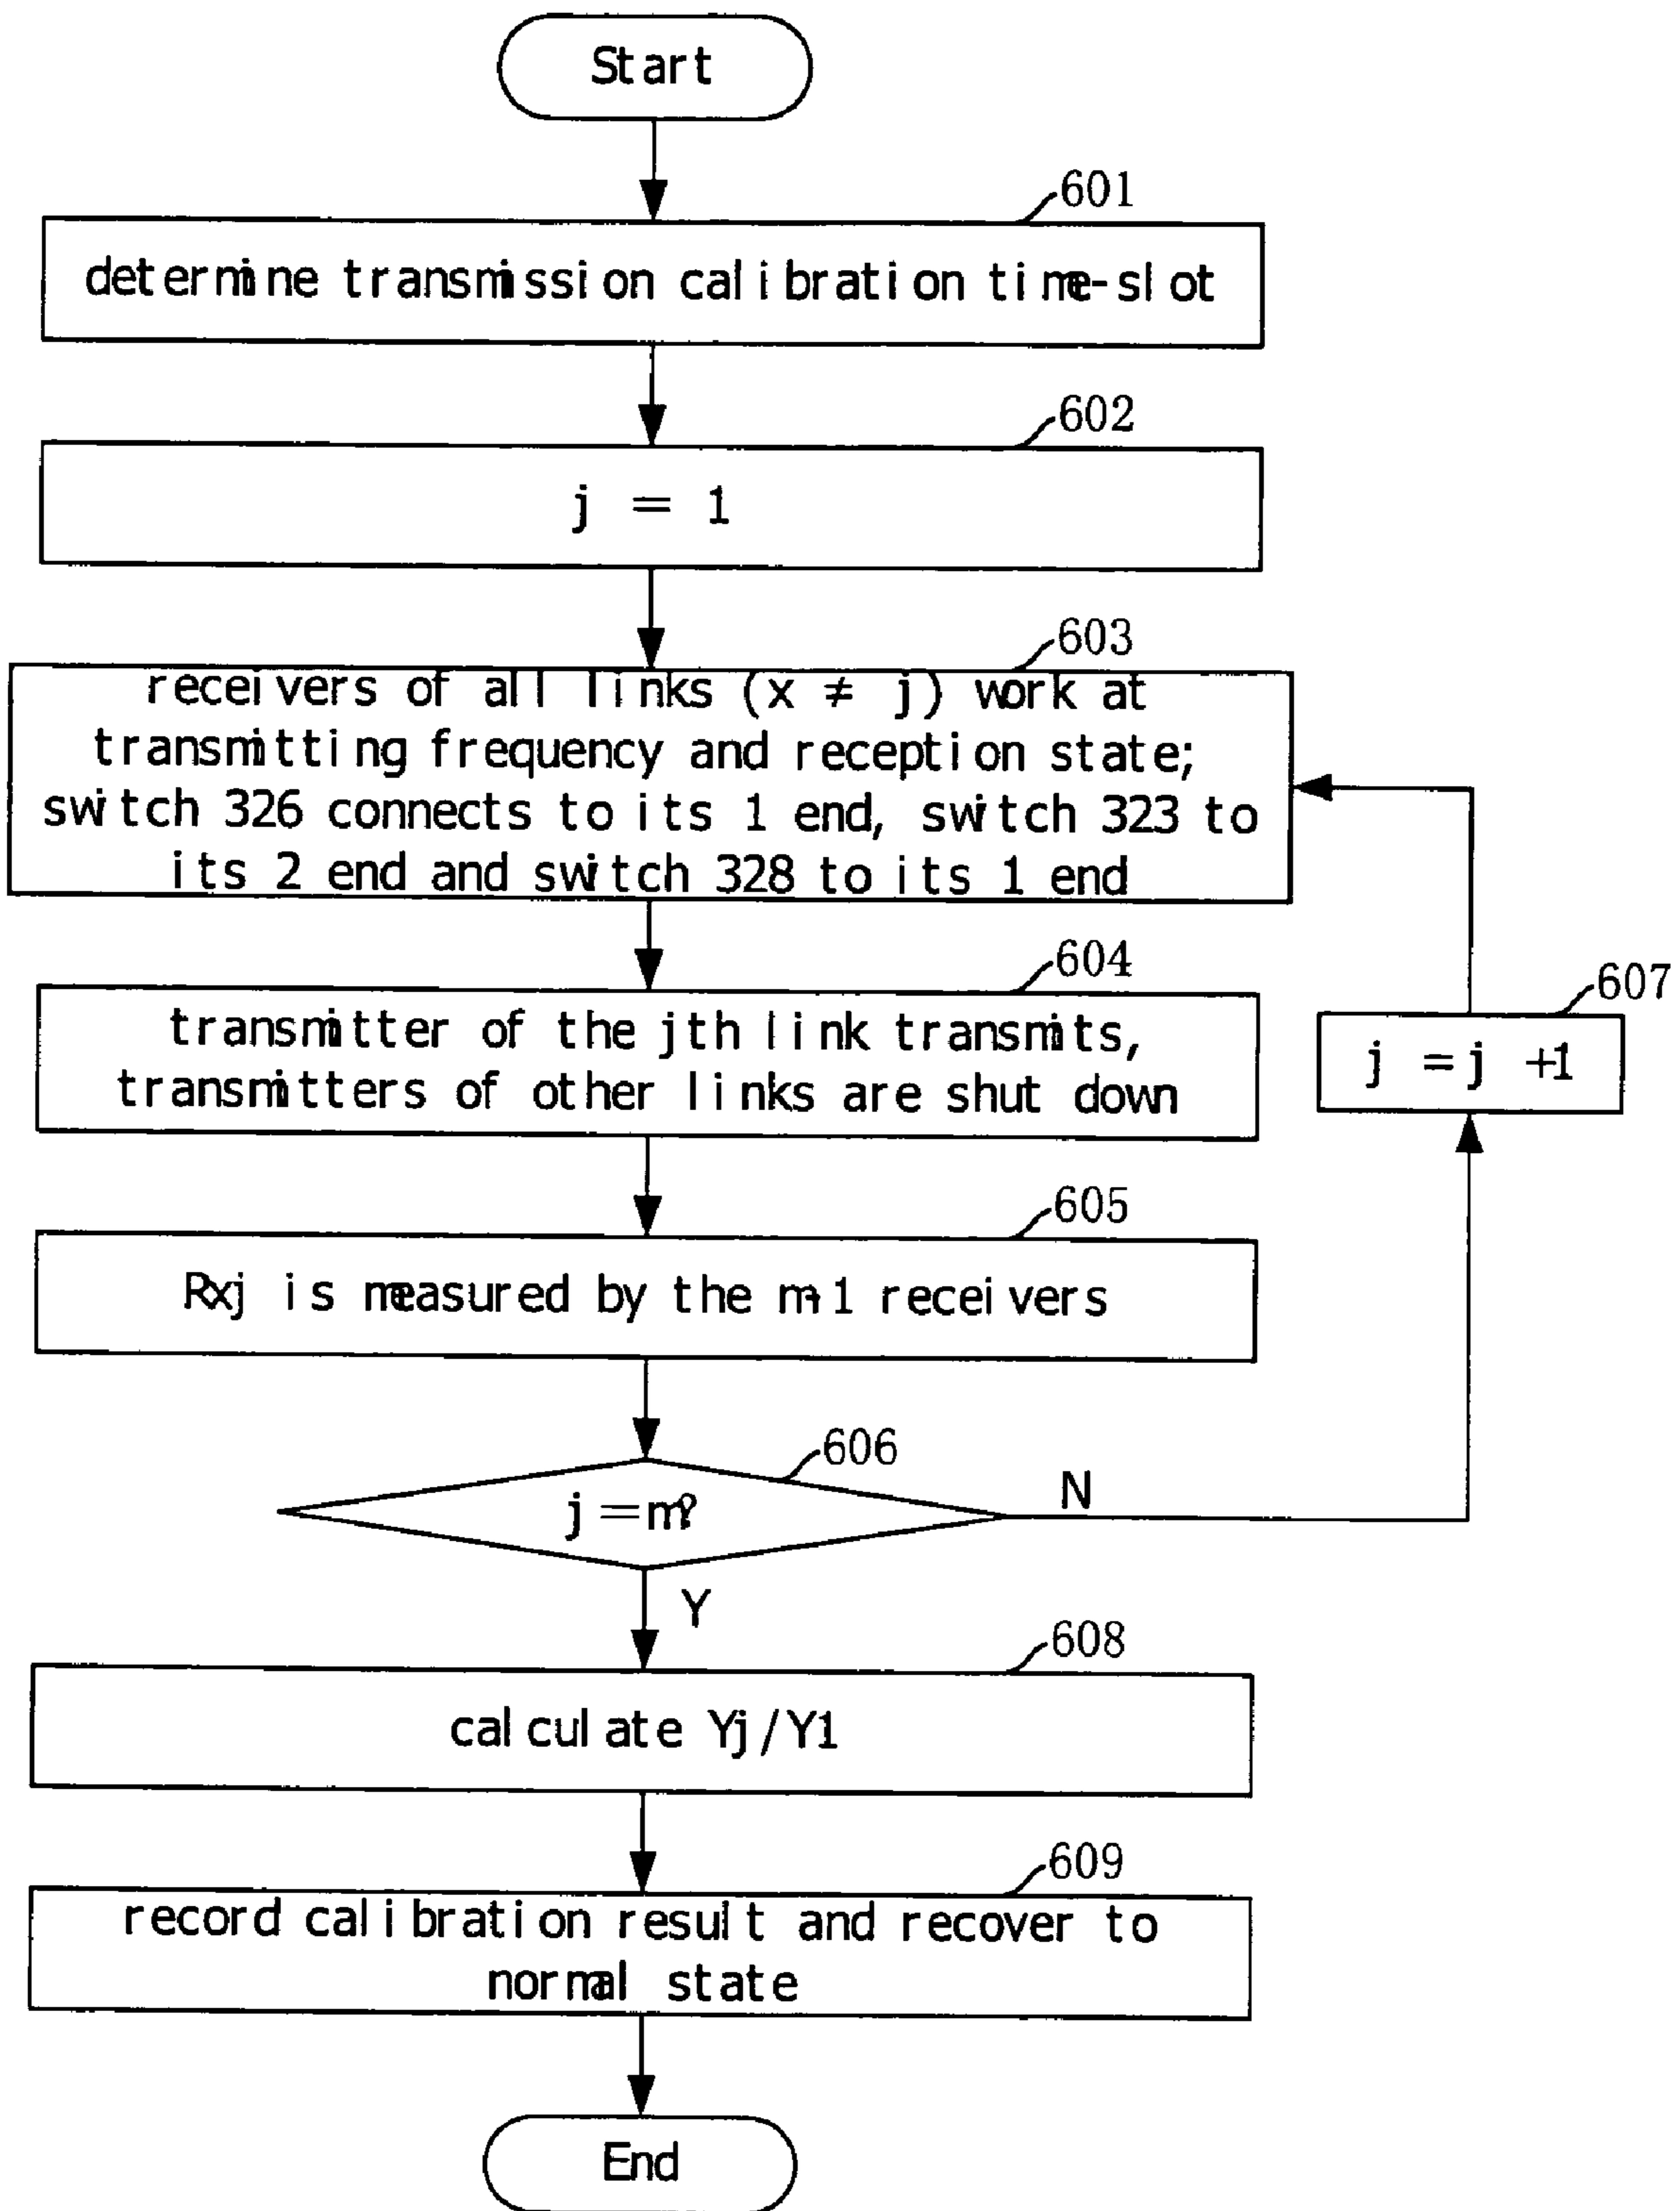 Start
601
determine transmission calibration time-slot
602
j = 1
603
receivers of all links (x ≠ j) work at
transmitting frequency and reception state;
switch 326 connects to its 1 end, switch 323 to
its 2 end and switch 328 to its 1 end
604
transmitter of the jth link transmits,
transmitters of other links are shut down
607
j =j +1
605
Rxj is measured by the m-1 receivers
606
j =m?
N
Y
608
calculate Yj/Y1
609
record calibration result and recover to
normal state
End